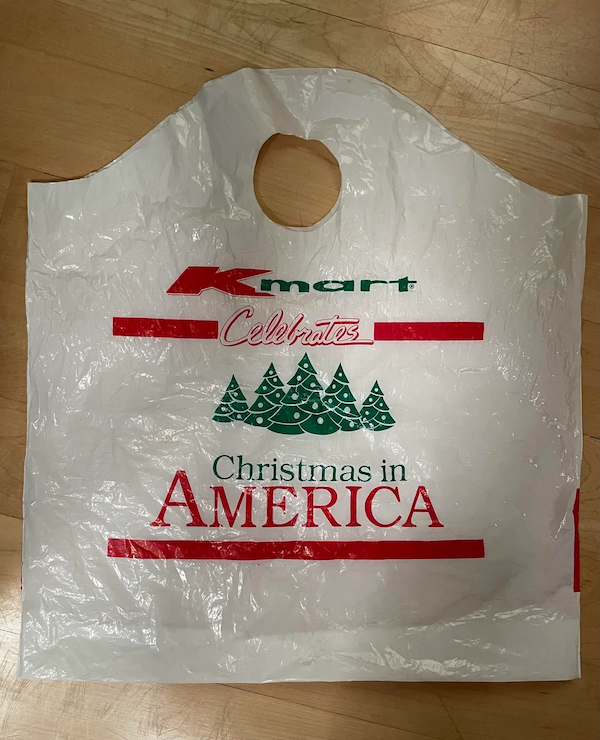 Kmart®
Celebrates
Christmas in
AMERICA